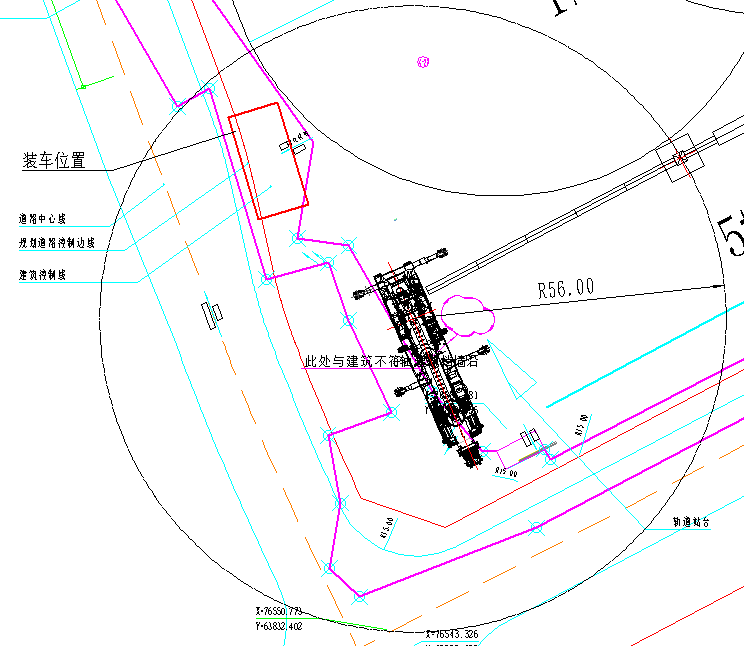 装车位置
道路中心线
规划道路控制边线
建筑控制线
R56.00
此处与建筑不符
R15.00
R15.00
R15.00
轨道站台
X=76550.773
Y=63832.402
X=76543.326